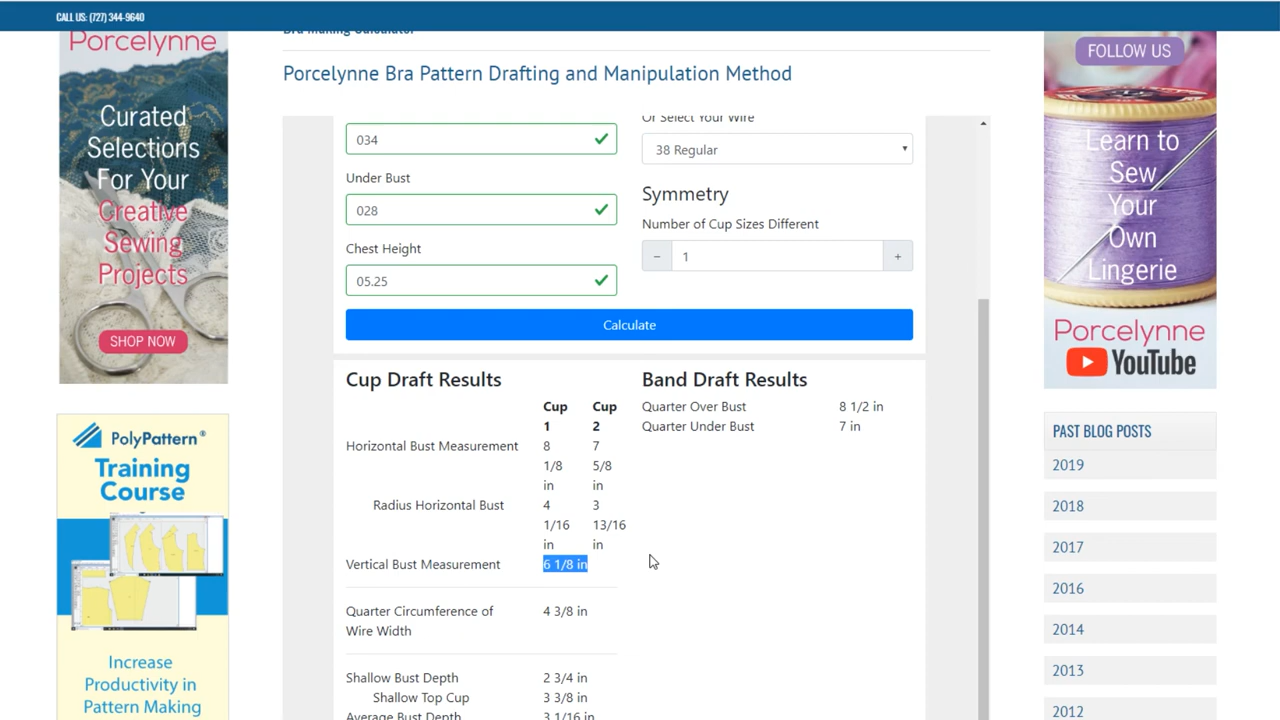 CALL US: (727) 344-9640
Porcelynne
Curated
Selections
For Your
Creative
Sewing
Projects
SHOP NOW
PolyPattern®
Training
Course
Increase
Productivity in
Pattern Making
Bra Making Calculator
Porcelynne Bra Pattern Drafting and Manipulation Method
034
Under Bust
028
Chest Height
05.25
Or Select Your Wire
38 Regular
Symmetry
Number of Cup Sizes Different
− 1 +
Calculate
Cup Draft Results
Cup Cup
1 2
Horizontal Bust Measurement 8 7
1/8 5/8
in in
Radius Horizontal Bust 4 3
1/16 13/16
in in
Vertical Bust Measurement 6 1/8 in
Quarter Circumference of 4 3/8 in
Wire Width
Shallow Bust Depth 2 3/4 in
Shallow Top Cup 3 3/8 in
Average Bust Depth 3 1/16 in
Band Draft Results
Quarter Over Bust 8 1/2 in
Quarter Under Bust 7 in
FOLLOW US
Learn to
Sew
Your
Own
Lingerie
Porcelynne
YouTube
PAST BLOG POSTS
2019
2018
2017
2016
2014
2013
2012